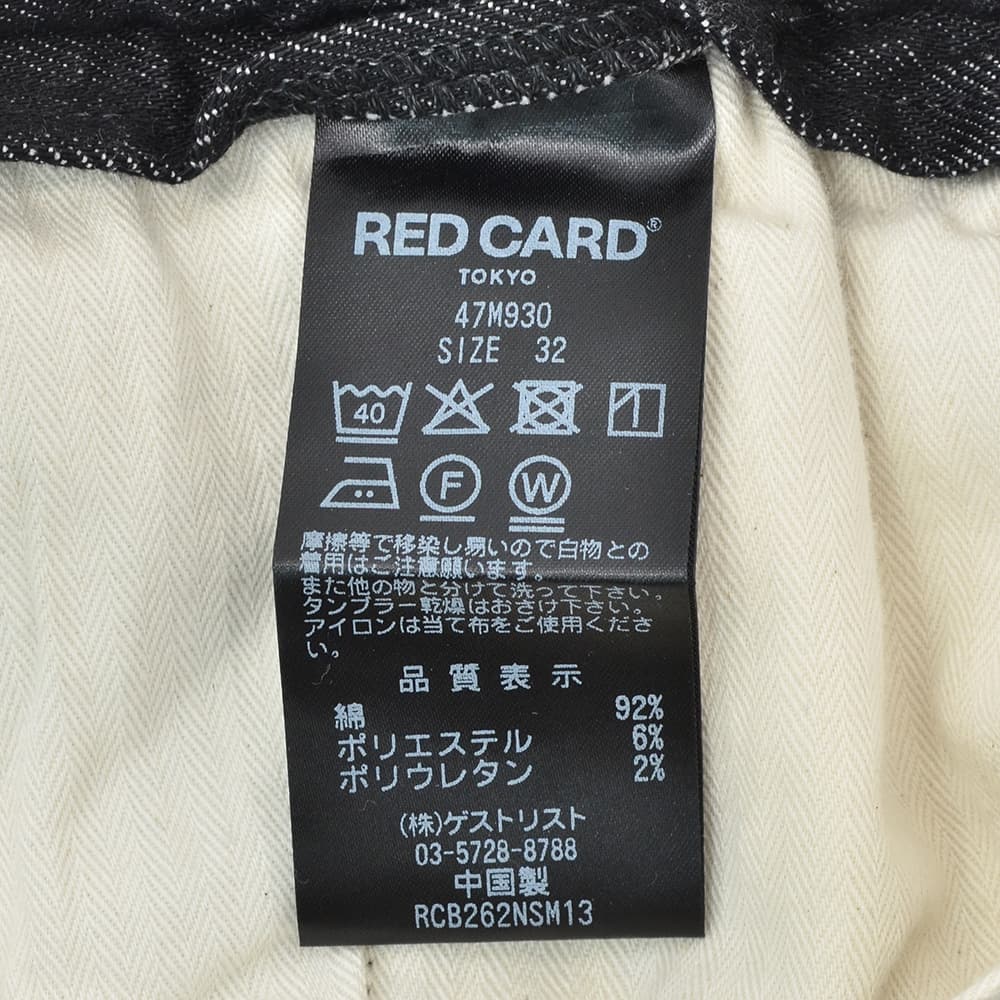 RED CARD®
TOKYO
47M930
SIZE 32
40
F W
摩擦等で移染し易いので白物との
着用はご注意願います。
また他の物と分けて洗って下さい。
タンブラー乾燥はおさけ下さい。
アイロンは当て布をご使用くださ
い。
品質表示
綿 92%
ポリエステル 6%
ポリウレタン 2%
(株)ゲストリスト
03-5728-8788
中国製
RCB262NSM13